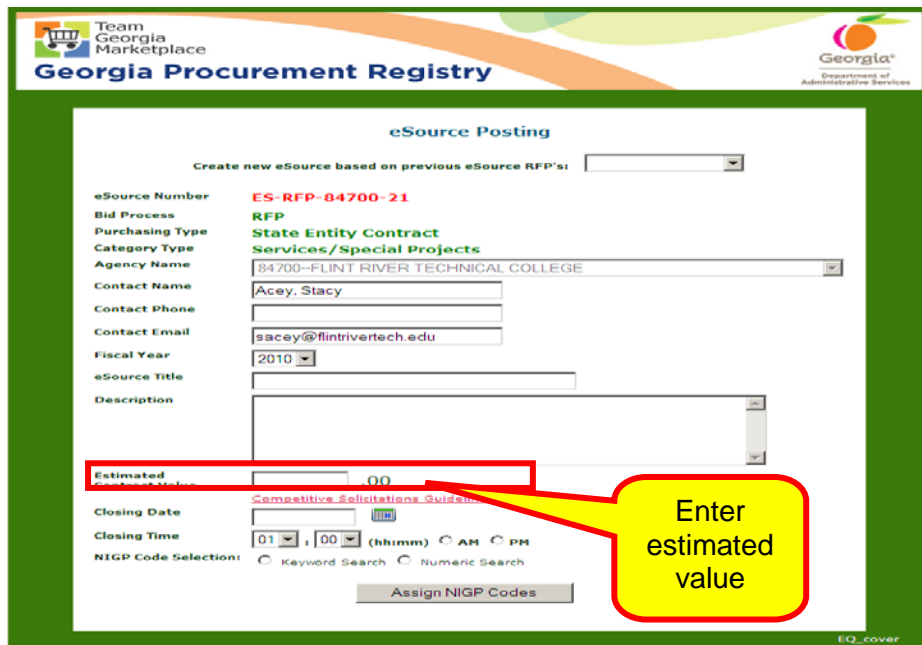 Team
Georgia
Marketplace
Georgia Procurement Registry
Georgia
Department of
Administrative Services
eSource Posting
Create new eSource based on previous eSource RFP's:
eSource Number ES-RFP-84700-21
Bid Process RFP
Purchasing Type State Entity Contract
Category Type Services/Special Projects
Agency Name 84700--FLINT RIVER TECHNICAL COLLEGE
Contact Name Acey, Stacy
Contact Phone
Contact Email sacey@flintrivertech.edu
Fiscal Year 2010
eSource Title
Description
Estimated
Contract Value .00
Competitive Solicitations
Closing Date
Closing Time 01 : 00 (hh:mm) AM PM
NIGP Code Selection: Keyword Search Numeric Search
Assign NIGP Codes
Enter
estimated
value
EQ_cover